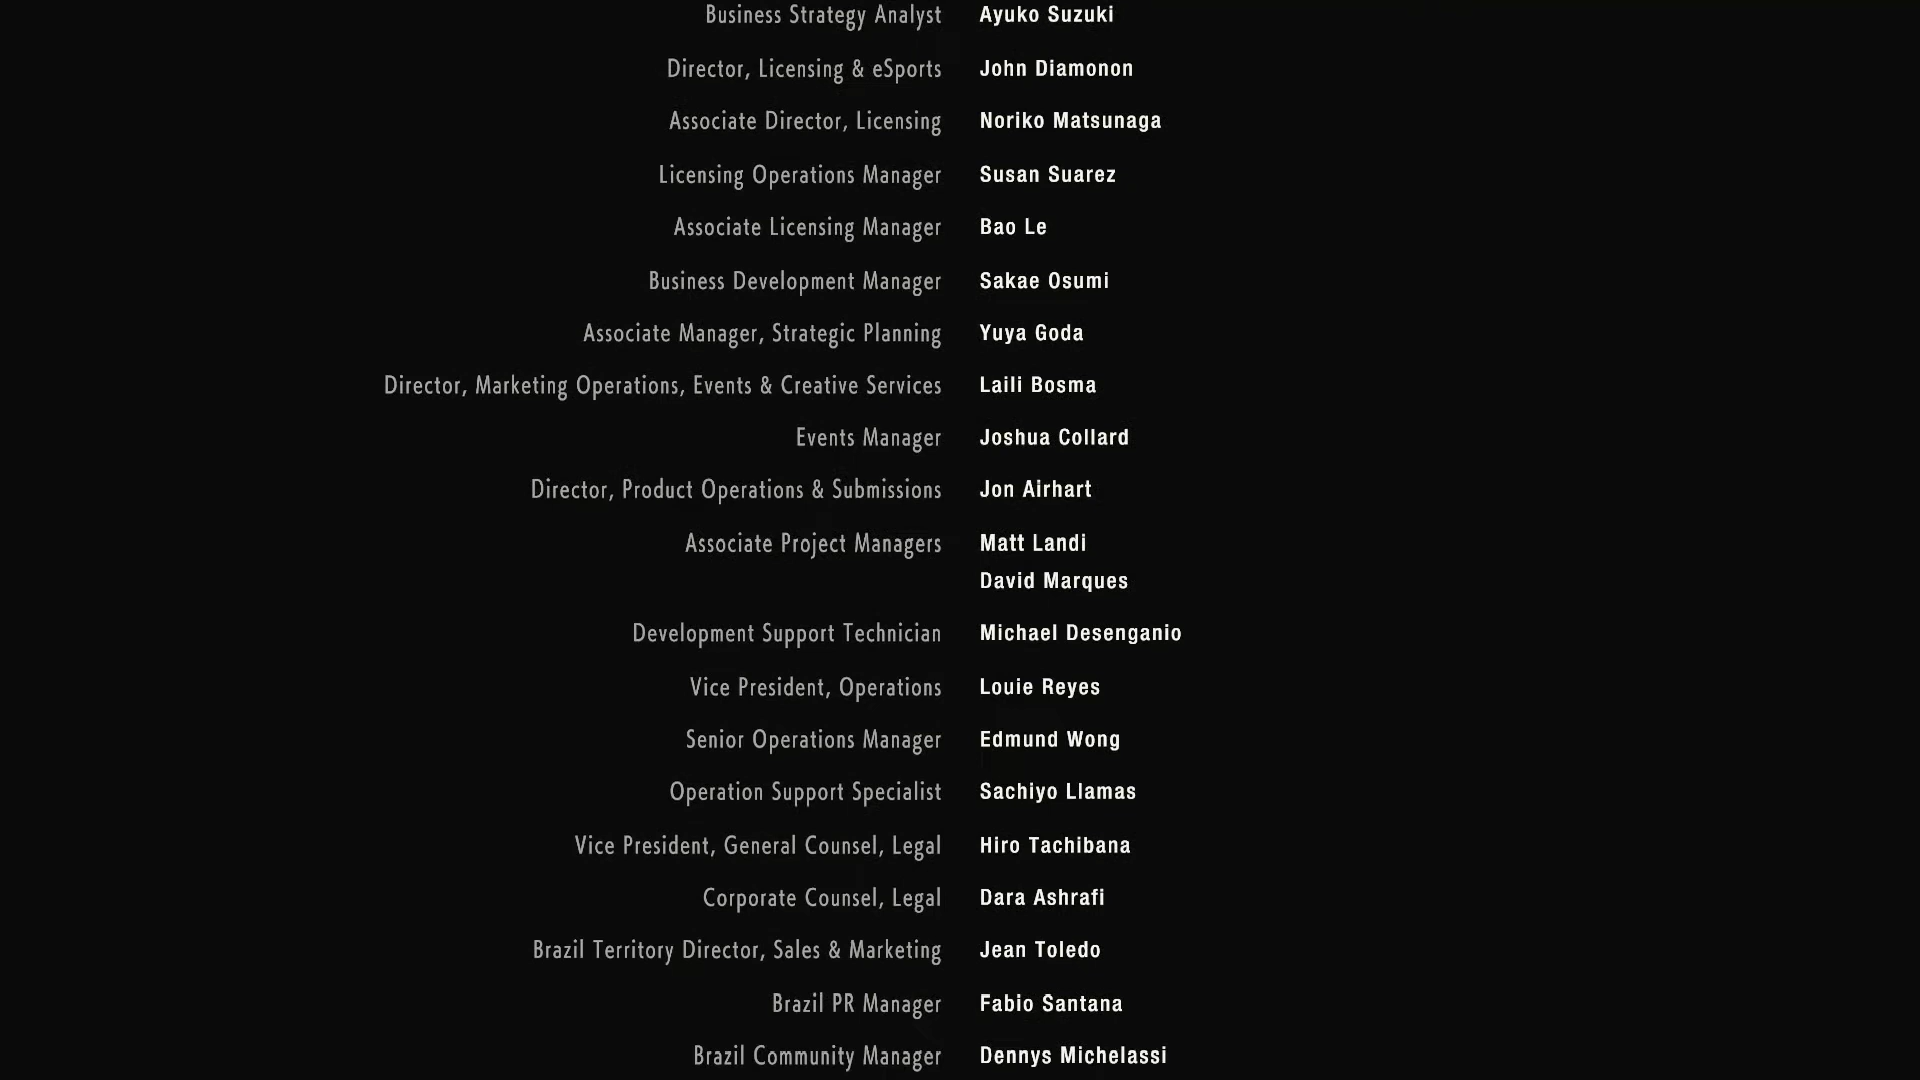 Business Strategy Analyst Ayuko Suzuki
Director, Licensing & eSports John Diamonon
Associate Director, Licensing Noriko Matsunaga
Licensing Operations Manager Susan Suarez
Associate Licensing Manager Bao Le
Business Development Manager Sakae Osumi
Associate Manager, Strategic Planning Yuya Goda
Director, Marketing Operations, Events & Creative Services Laili Bosma
Events Manager Joshua Collard
Director, Product Operations & Submissions Jon Airhart
Associate Project Managers Matt Landi
David Marques
Development Support Technician Michael Desenganio
Vice President, Operations Louie Reyes
Senior Operations Manager Edmund Wong
Operation Support Specialist Sachiyo Llamas
Vice President, General Counsel, Legal Hiro Tachibana
Corporate Counsel, Legal Dara Ashrafi
Brazil Territory Director, Sales & Marketing Jean Toledo
Brazil PR Manager Fabio Santana
Brazil Community Manager Dennys Michelassi